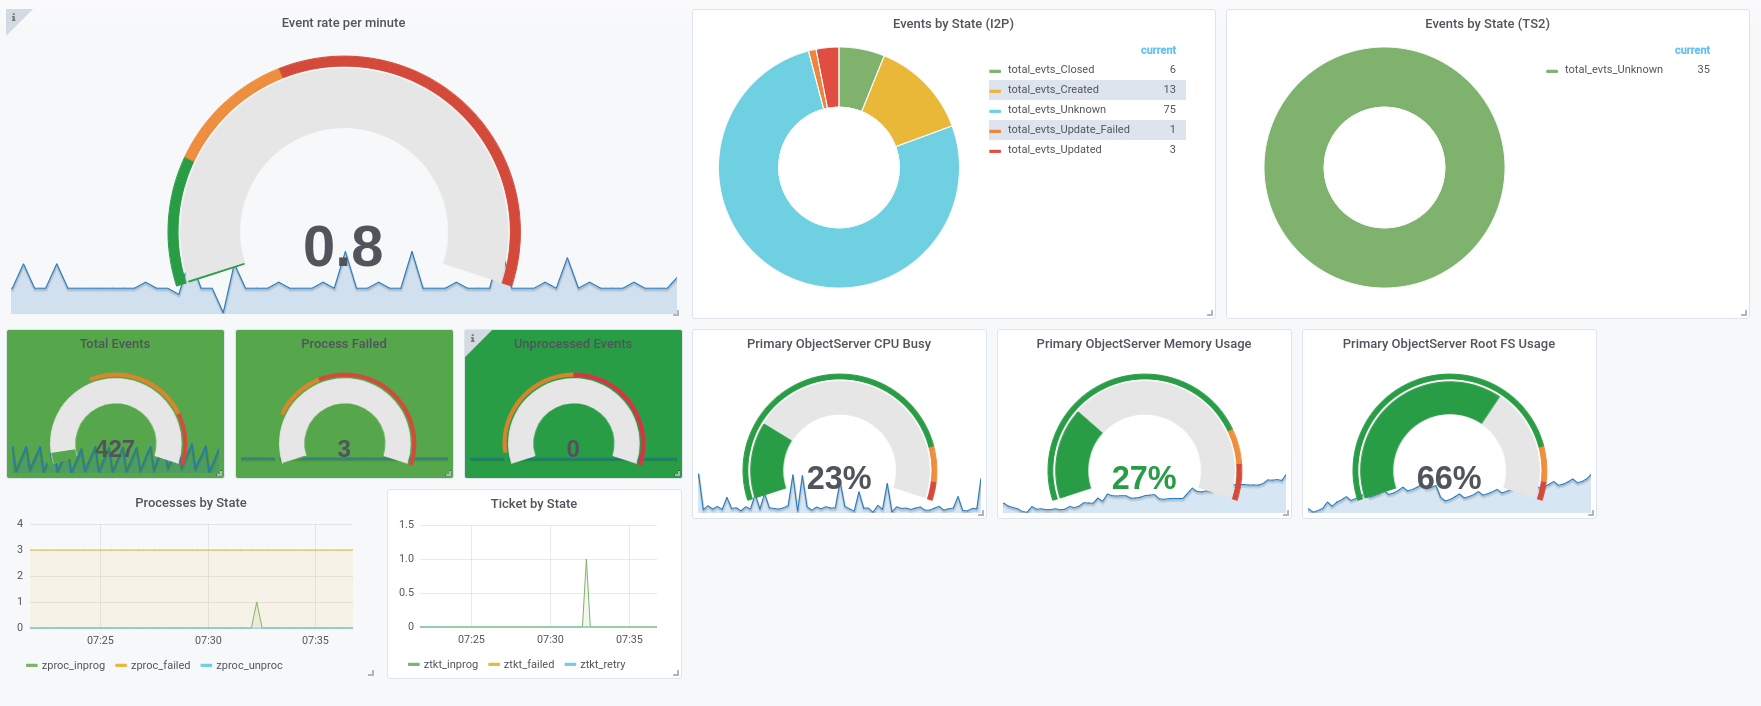 i
Event rate per minute
0.8
Events by State (I2P)
current
total_evts_Closed 6
total_evts_Created 13
total_evts_Unknown 75
total_evts_Update_Failed 1
total_evts_Updated 3
Events by State (TS2)
current
total_evts_Unknown 35
Total Events
427
Process Failed
3
i
Unprocessed Events
0
Primary ObjectServer CPU Busy
23%
Primary ObjectServer Memory Usage
27%
Primary ObjectServer Root FS Usage
66%
Processes by State
4
3
2
1
0
07:25 07:30 07:35
zproc_inprog zproc_failed zproc_unproc
Ticket by State
1.5
1.0
0.5
0
07:25 07:30 07:35
ztkt_inprog ztkt_failed ztkt_retry